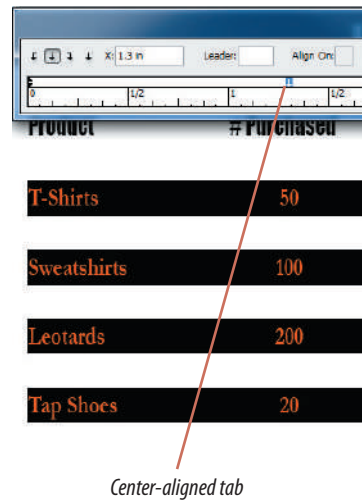 X: 1.3 in Leader: Align On:
0 1/2 1 1/2
Product # Purchased
T-Shirts 50
Sweatshirts 100
Leotards 200
Tap Shoes 20
Center-aligned tab